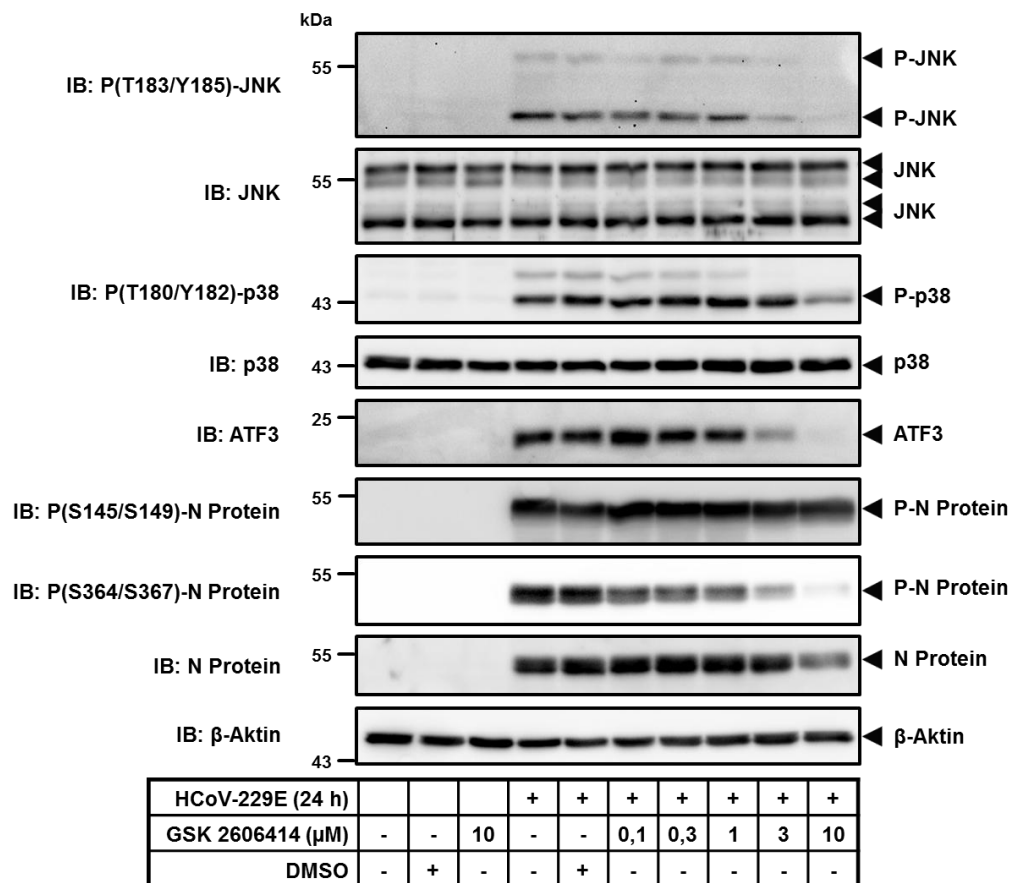 kDa
IB: P(T183/Y185)-JNK
55
P-JNK
P-JNK
IB: JNK
55
JNK
JNK
IB: P(T180/Y182)-p38
43
P-p38
IB: p38
43
p38
IB: ATF3
25
ATF3
IB: P(S145/S149)-N Protein
55
P-N Protein
IB: P(S364/S367)-N Protein
55
P-N Protein
IB: N Protein
55
N Protein
IB: β-Aktin
43
β-Aktin
HCoV-229E (24 h) + + + + + + +
GSK 2606414 (µM) - - 10 - - 0,1 0,3 1 3 10
DMSO - + - - + - - - - -